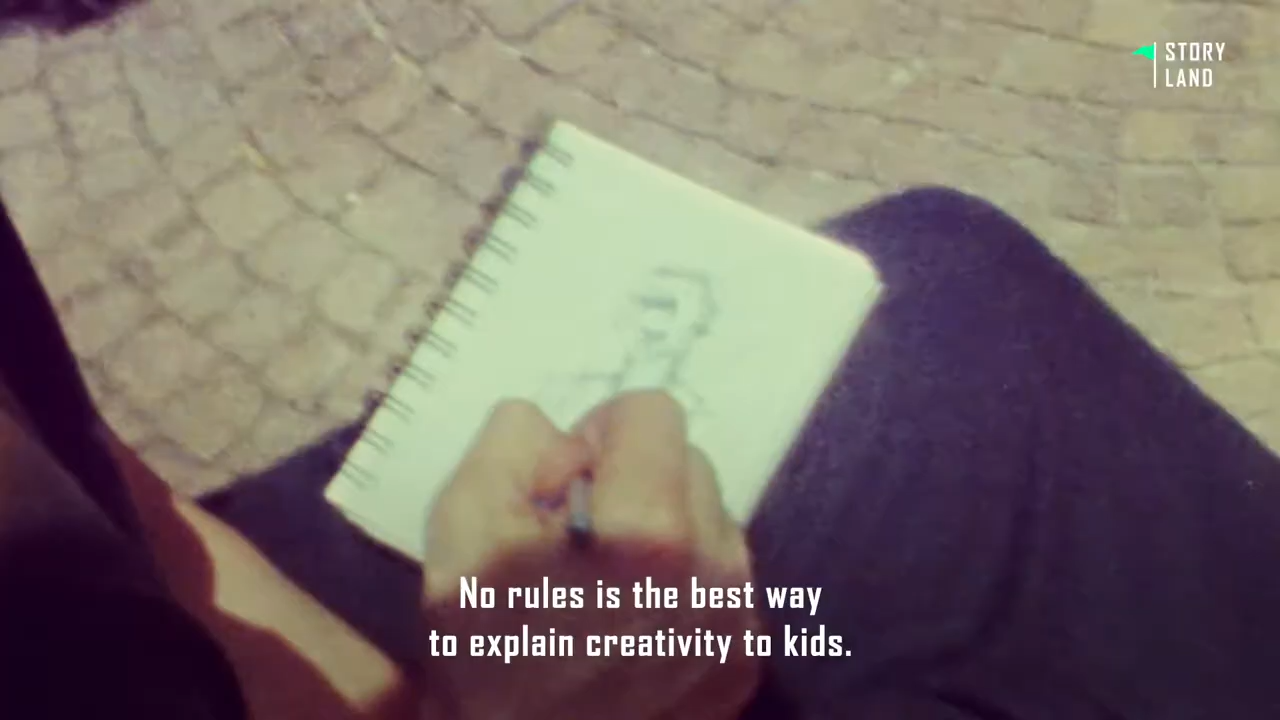 STORY
LAND
No rules is the best way
to explain creativity to kids.